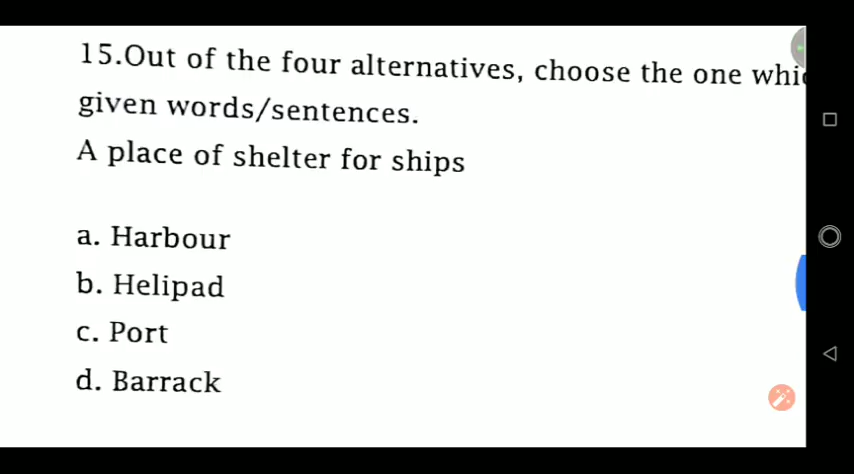 15.Out of the four alternatives, choose the one
given words/sentences.
A place of shelter for ships
a. Harbour
b. Helipad
c. Port
d. Barrack